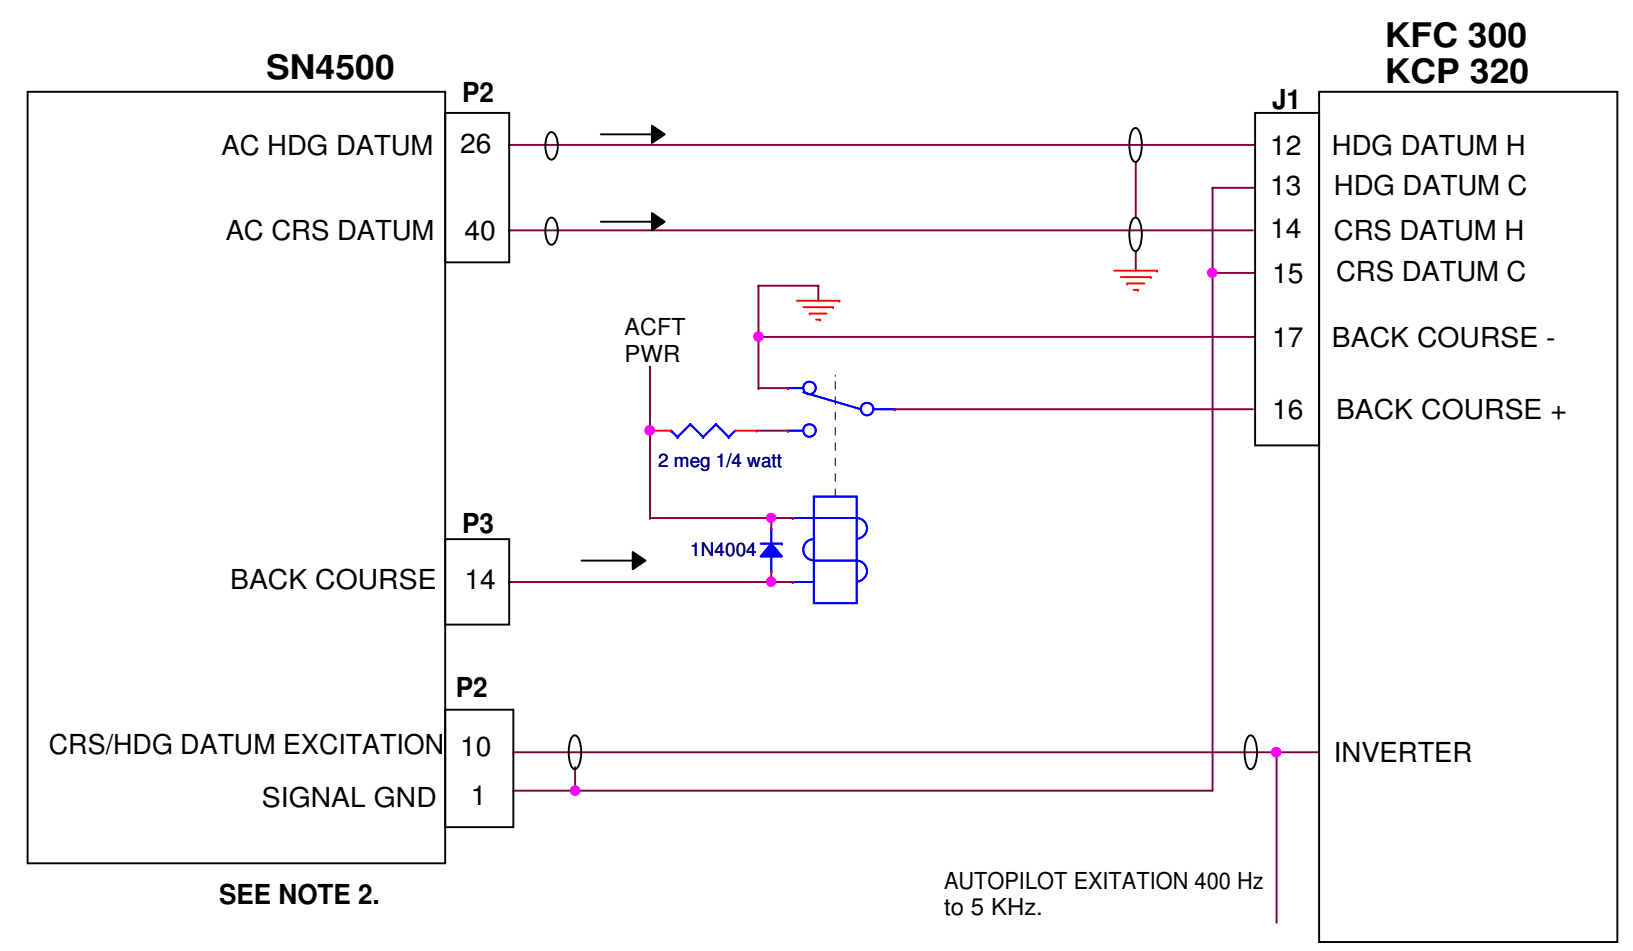 KFC 300
KCP 320
SN4500
P2
J1
AC HDG DATUM 26
12 HDG DATUM H
13 HDG DATUM C
AC CRS DATUM 40
14 CRS DATUM H
15 CRS DATUM C
ACFT
PWR
17 BACK COURSE -
16 BACK COURSE +
2 meg 1/4 watt
P3
1N4004
BACK COURSE 14
P2
CRS/HDG DATUM EXCITATION 10
INVERTER
SIGNAL GND 1
SEE NOTE 2.
AUTOPILOT EXITATION 400 Hz
to 5 KHz.